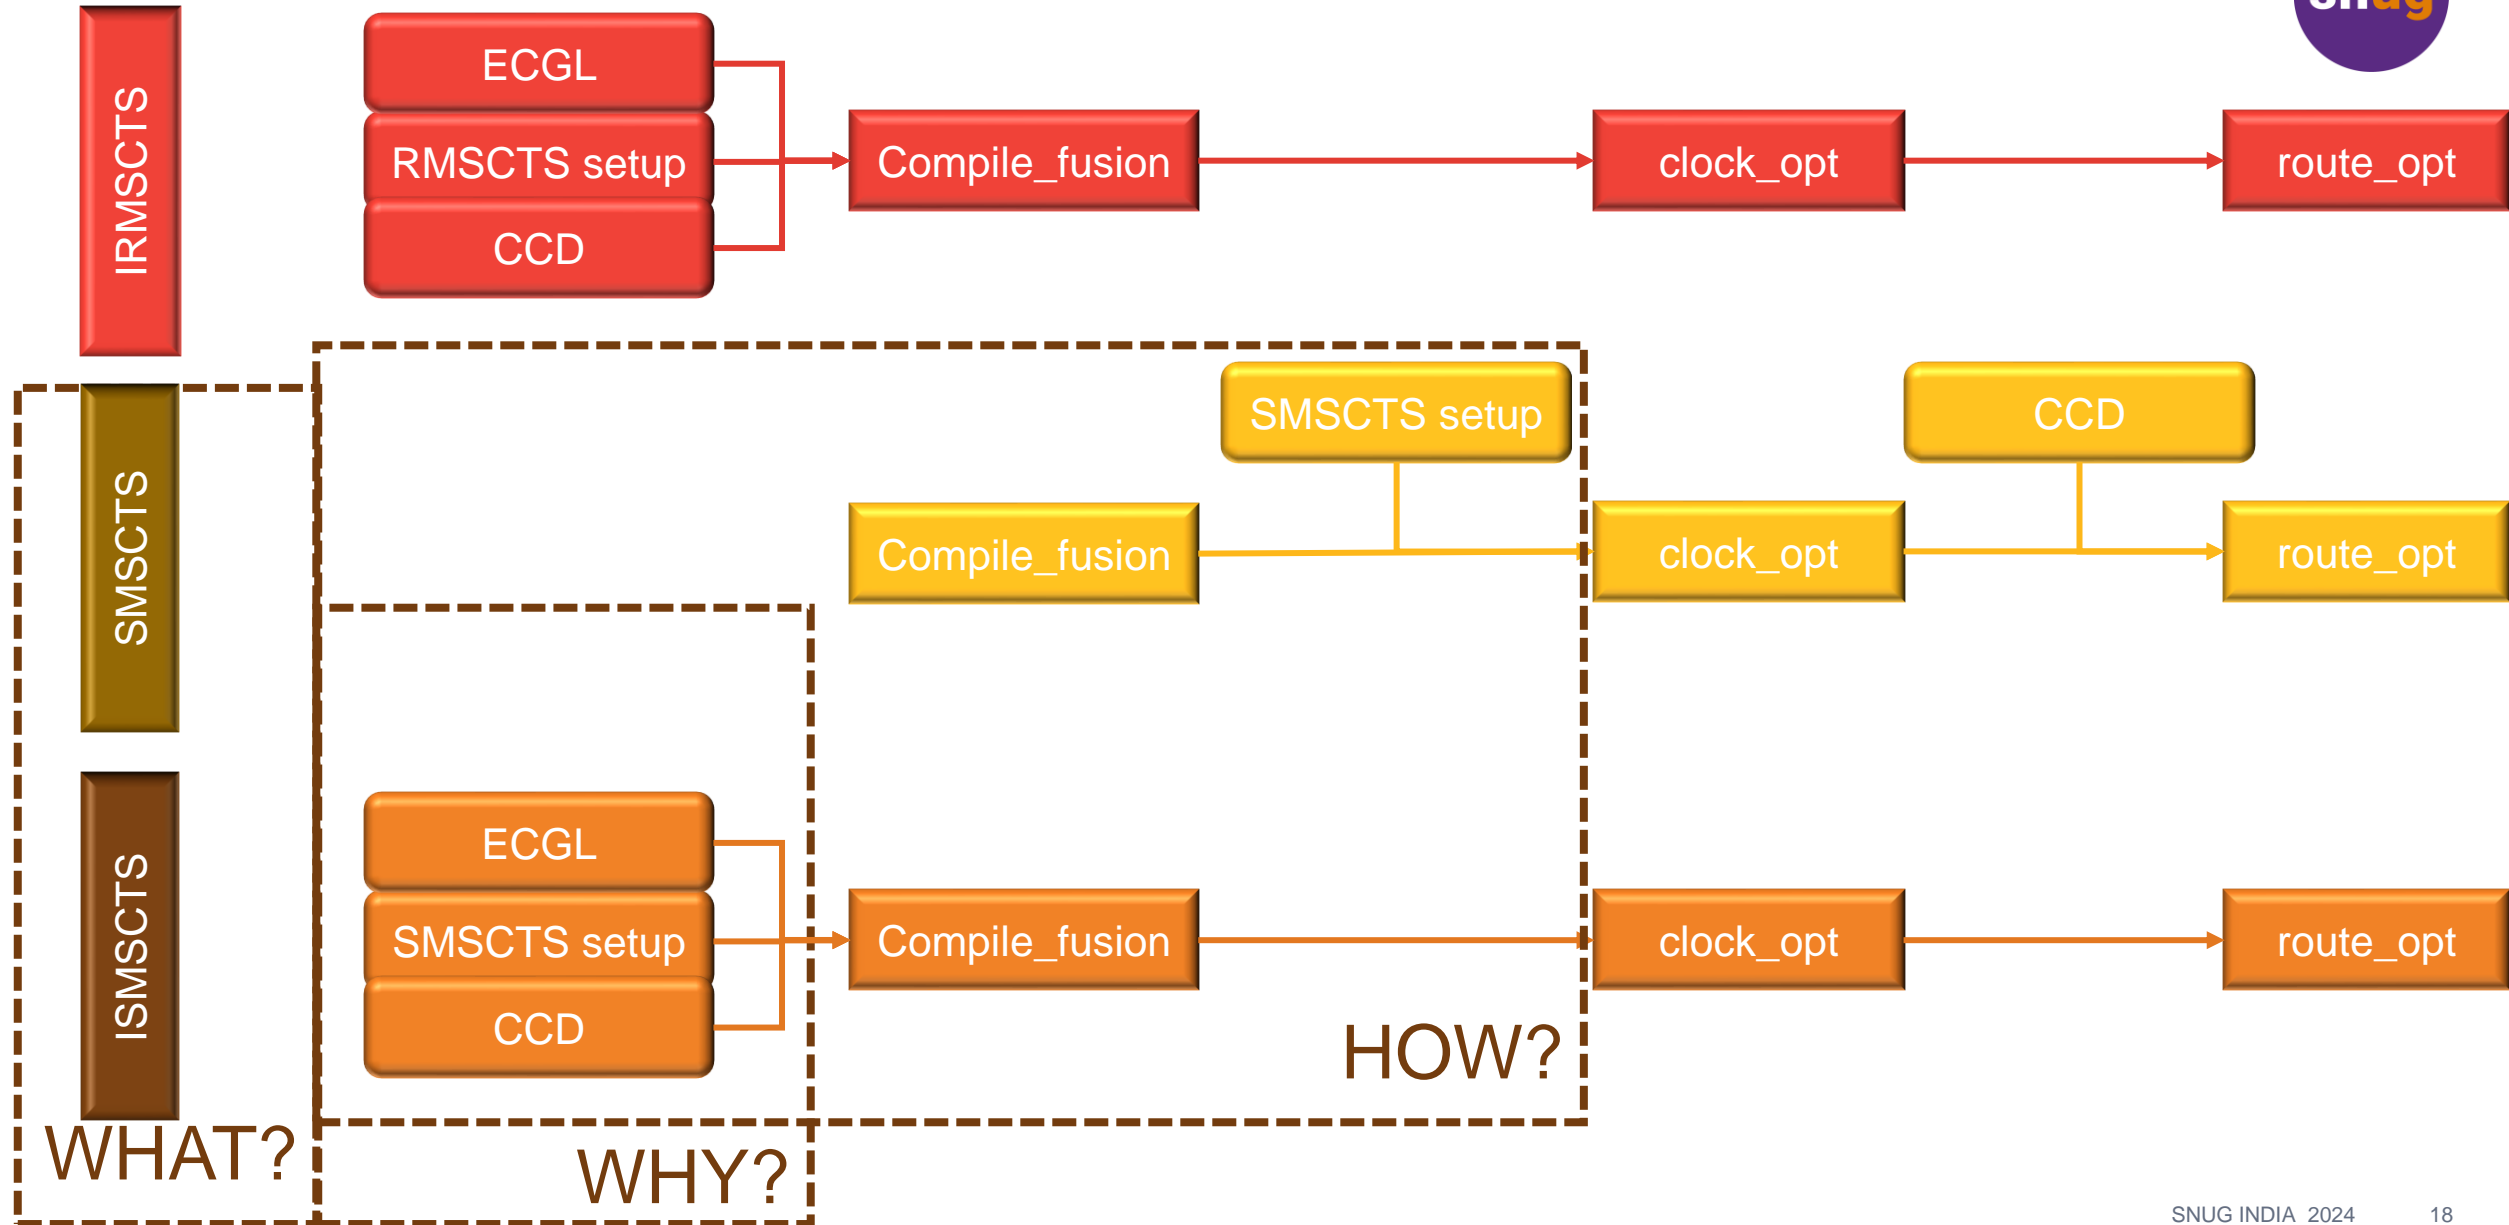 snug
IRMSCTS
ECGL
RMSCTS setup
CCD
Compile_fusion
clock_opt
route_opt
SMSCTS
SMSCTS setup
CCD
Compile_fusion
clock_opt
route_opt
ISMSCTS
ECGL
SMSCTS setup
CCD
Compile_fusion
clock_opt
route_opt
HOW?
WHAT?
WHY?
SNUG INDIA 2024 18